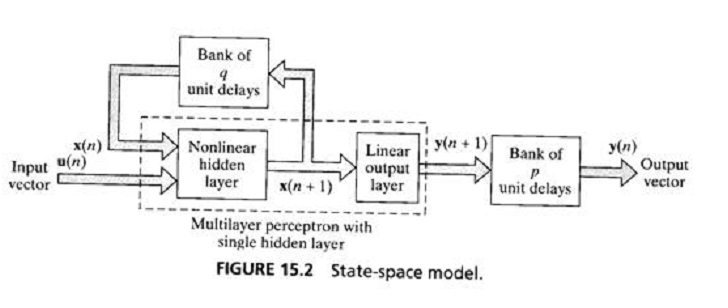 Bank of
q
unit delays
x(n)
u(n)
Input
vector
Nonlinear
hidden
layer
x(n + 1)
Linear
output
layer
y(n + 1)
Bank of
p
unit delays
y(n)
Output
vector
Multilayer perceptron with
single hidden layer
FIGURE 15.2 State-space model.